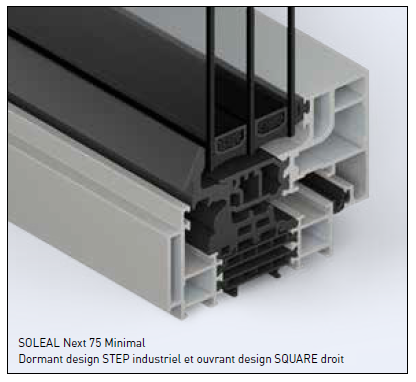 SOLEAL Next 75 Minimal
Dormant design STEP industriel et ouvrant design SQUARE droit